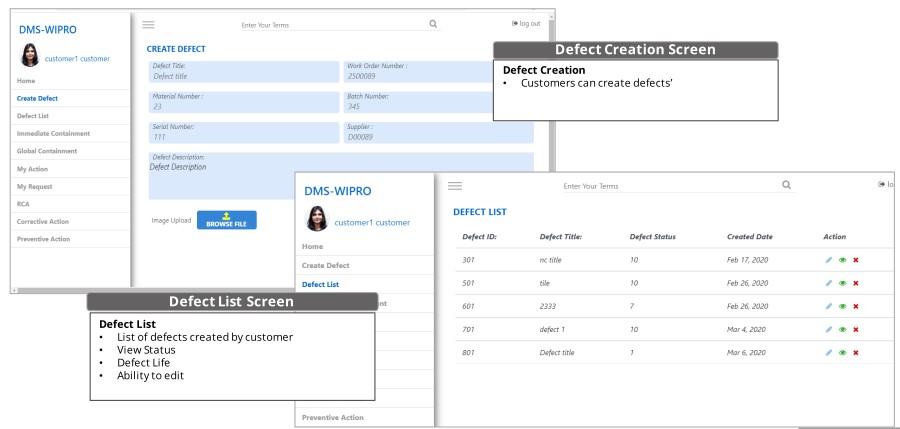 DMS-WIPRO
customer1 customer
Home
Create Defect
Defect List
Immediate Containment
Global Containment
My Action
My Request
RCA
Corrective Action
Preventive Action
Enter Your Terms
log out
CREATE DEFECT
Defect Title:
Defect title
Work Order Number :
2500089
Material Number :
23
Batch Number:
345
Serial Number:
111
Supplier :
D00089
Defect Description:
Defect Description
Image Upload
BROWSE FILE
Defect Creation Screen
Defect Creation
• Customers can create defects’
DMS-WIPRO
customer1 customer
Home
Create Defect
Defect List
nt
Preventive Action
Enter Your Terms
lo
DEFECT LIST
Defect ID: Defect Title: Defect Status Created Date Action
301 nc title 10 Feb 17, 2020
501 tile 10 Feb 26, 2020
601 2333 7 Feb 26, 2020
701 defect 1 10 Mar 4, 2020
801 Defect title 1 Mar 6, 2020
Defect List Screen
Defect List
• List of defects created by customer
• View Status
• Defect Life
• Ability to edit